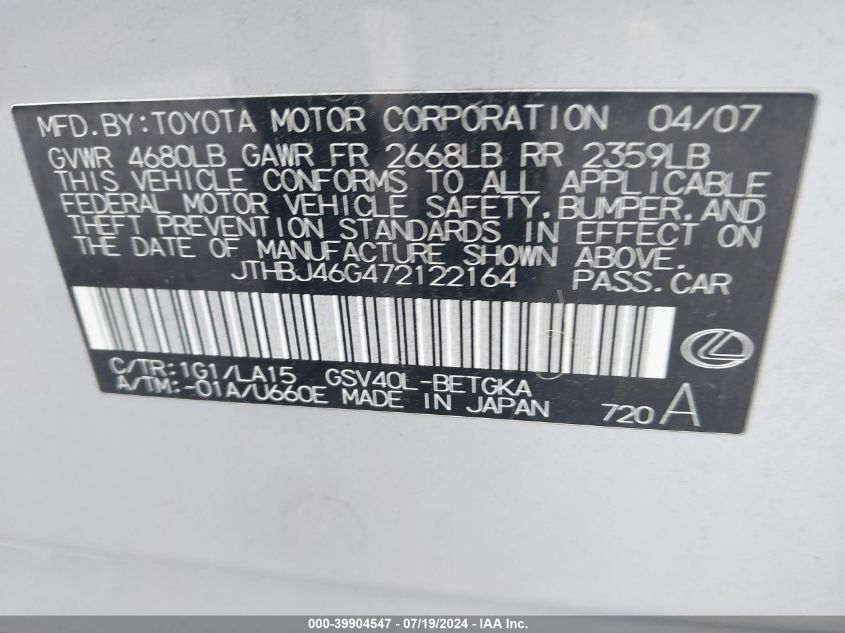 MFD.BY:TOYOTA MOTOR CORPORATION 04/07
GVWR 4680LB GAWR FR 2668LB RR 2359LB
THIS VEHICLE CONFORMS TO ALL APPLICABLE
FEDERAL MOTOR VEHICLE SAFETY,BUMPER,AND
THEFT PREVENTION STANDARDS IN EFFECT ON
THE DATE OF MANUFACTURE SHOWN ABOVE.
JTHBJ46G472122164 PASS.CAR
C/TR:1G1/LA15 GSV40L-BETGKA
A/TM:-01A/U660E MADE IN JAPAN 720A
000-39904547 - 07/19/2024 - IAA Inc.